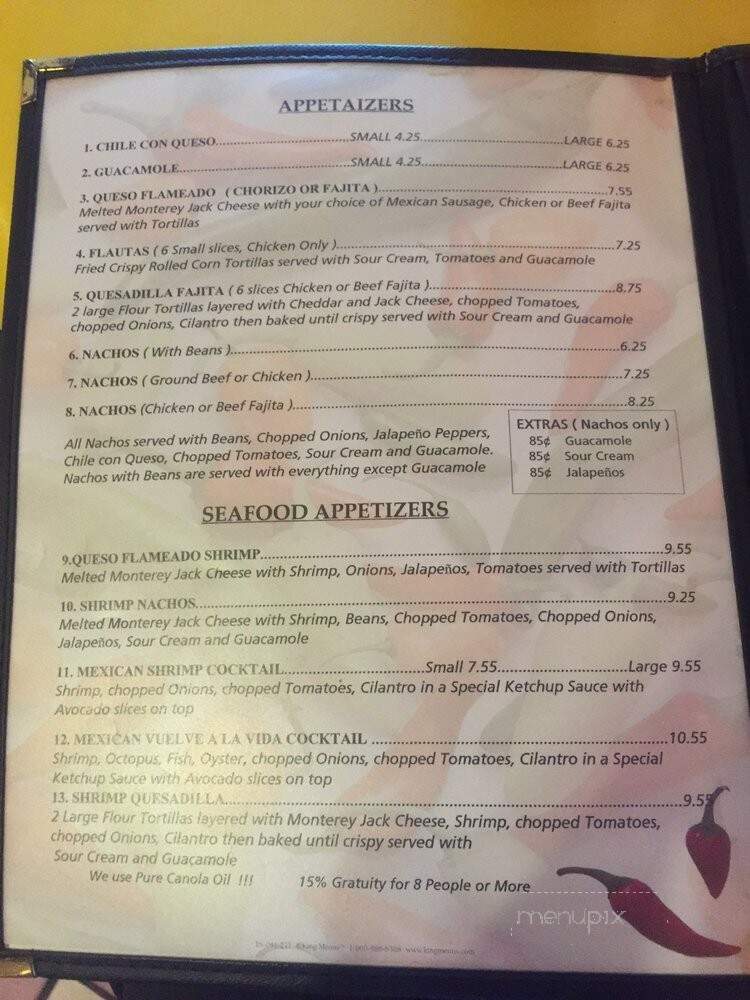 APPETAIZERS
1. CHILE CON QUESO..............................SMALL 4.25................................LARGE 6.25
2. GUACAMOLE......................................SMALL 4.25................................LARGE 6.25
3. QUESO FLAMEADO ( CHORIZO OR FAJITA )..................................................7.55
Melted Monterey Jack Cheese with your choice of Mexican Sausage, Chicken or Beef Fajita
served with Tortillas
4. FLAUTAS ( 6 Small slices, Chicken Only )............................................................7.25
Fried Crispy Rolled Corn Tortillas served with Sour Cream, Tomatoes and Guacamole
5. QUESADILLA FAJITA ( 6 slices Chicken or Beef Fajita )........................................8.75
2 large Flour Tortillas layered with Cheddar and Jack Cheese, chopped Tomatoes,
chopped Onions, Cilantro then baked until crispy served with Sour Cream and Guacamole
6. NACHOS ( With Beans )....................................................................................6.25
7. NACHOS ( Ground Beef or Chicken )..................................................................7.25
8. NACHOS (Chicken or Beef Fajita ).......................................................................8.25
All Nachos served with Beans, Chopped Onions, Jalapeño Peppers,
Chile con Queso, Chopped Tomatoes, Sour Cream and Guacamole.
Nachos with Beans are served with everything except Guacamole
EXTRAS ( Nachos only )
85¢ Guacamole
85¢ Sour Cream
85¢ Jalapeños
SEAFOOD APPETIZERS
9.QUESO FLAMEADO SHRIMP..............................................................................9.55
Melted Monterey Jack Cheese with Shrimp, Onions, Jalapeños, Tomatoes served with Tortillas
10. SHRIMP NACHOS............................................................................................9.25
Melted Monterey Jack Cheese with Shrimp, Beans, Chopped Tomatoes, Chopped Onions,
Jalapeños, Sour Cream and Guacamole
11. MEXICAN SHRIMP COCKTAIL..............................Small 7.55............................Large 9.55
Shrimp, chopped Onions, chopped Tomatoes, Cilantro in a Special Ketchup Sauce with
Avocado slices on top
12. MEXICAN VUELVE A LA VIDA COCKTAIL ................................................................10.55
Shrimp, Octopus, Fish, Oyster, chopped Onions, chopped Tomatoes, Cilantro in a Special
Ketchup Sauce with Avocado slices on top
13. SHRIMP QUESADILLA.....................................................................................9.55
2 Large Flour Tortillas layered with Monterey Jack Cheese, Shrimp, chopped Tomatoes,
chopped Onions, Cilantro then baked until crispy served with
Sour Cream and Guacamole
We use Pure Canola Oil !!! 15% Gratuity for 8 People or More
menupix